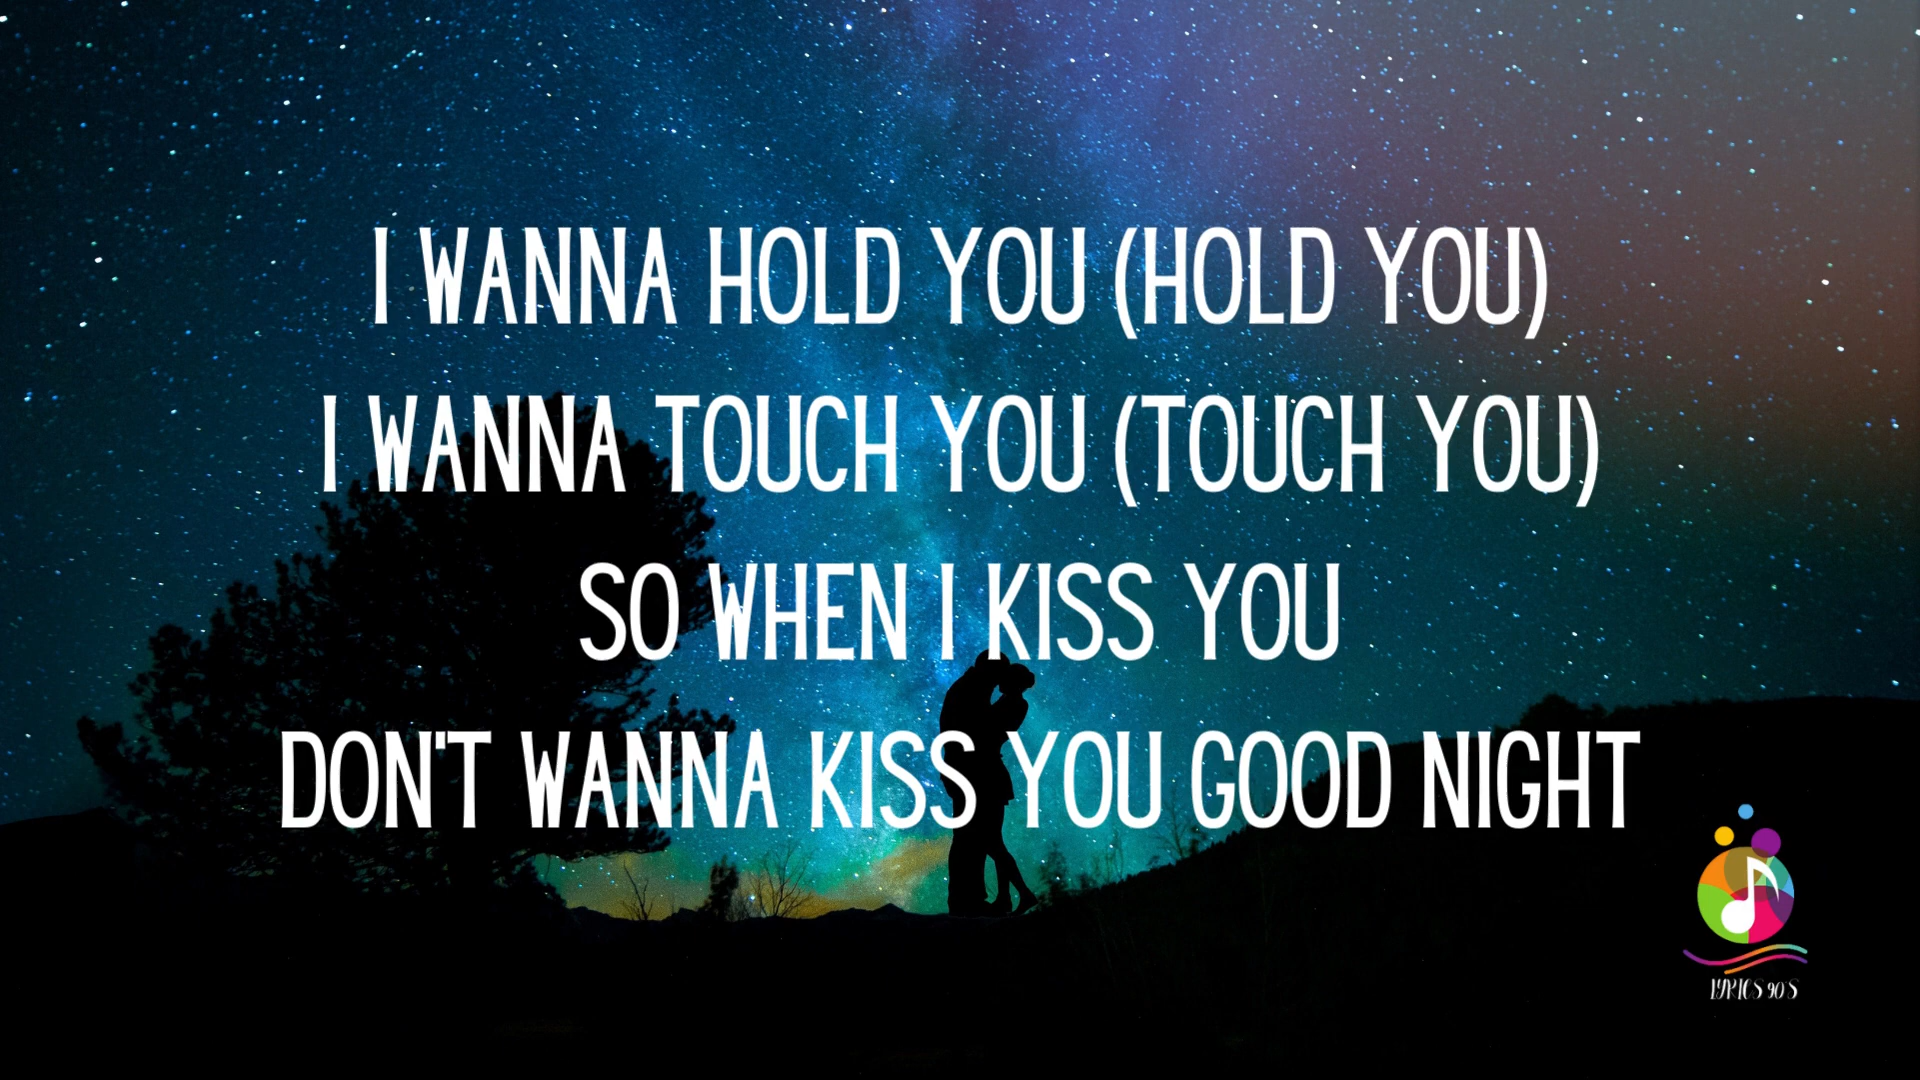 I WANNA HOLD YOU (HOLD YOU)
I WANNA TOUCH YOU (TOUCH YOU)
SO WHEN I KISS YOU
DON'T WANNA KISS YOU GOOD NIGHT
LYRICS 90'S